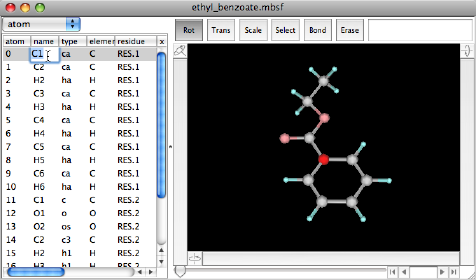 ethyl_benzoate.mbsf
atom Rot Trans Scale Select Bond Erase
atom name type elemen residue
0 C1 ca C RES.1
1 C2 ca C RES.1
2 H2 ha H RES.1
3 C3 ca C RES.1
4 H3 ha H RES.1
5 C4 ca C RES.1
6 H4 ha H RES.1
7 C5 ca C RES.1
8 H5 ha H RES.1
9 C6 ca C RES.1
10 H6 ha H RES.1
11 C1 c C RES.2
12 O1 o O RES.2
13 O2 os O RES.2
14 C2 c3 C RES.2
15 H2 h1 H RES.2
16 H3 h1 H RES.2